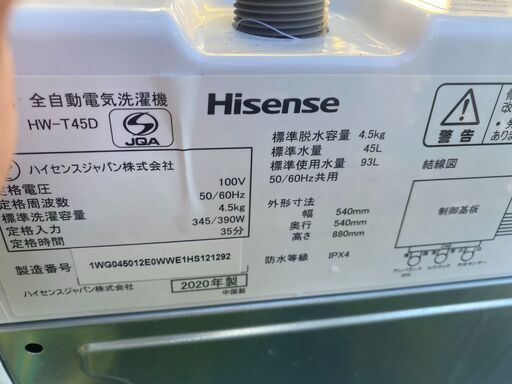 全自動電気洗濯機
HW-T45D
JQA
Hisense
ハイセンスジャパン株式会社
定格電圧 100V
定格周波数 50/60Hz
標準洗濯容量 4.5kg
定格入力 345/390W
定格時間 35分
製造番号 1WG045012E0WWE1HS121292
ハイセンスジャパン株式会社
2020年製
中国製
標準脱水容量 4.5kg
標準水量 45L
標準使用水量 93L
50/60Hz共用
外形寸法
幅 540mm
奥行 540mm
高さ 880mm
防水等級 IPX4
警告
結線図
制御基板